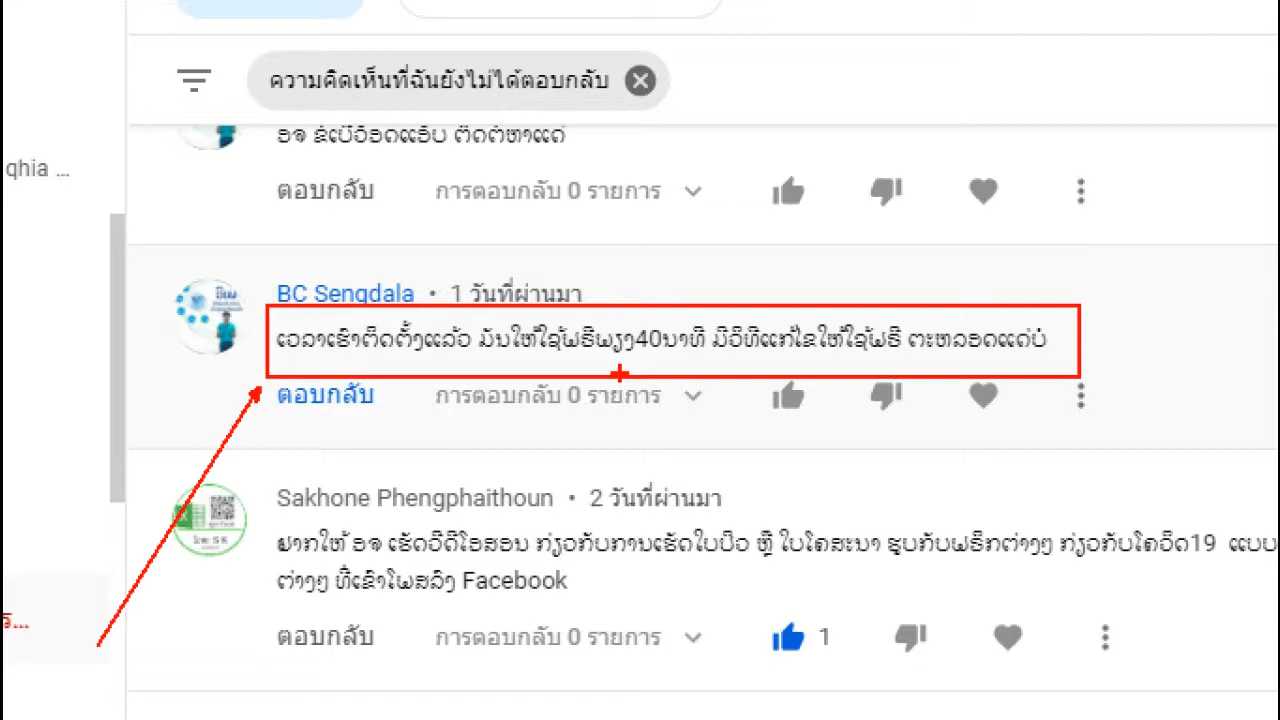 ความคิดเห็นที่ฉันยังไม่ได้ตอบกลับ
ອຈ ຂໍເບີວ໊ອດແອ໊ບ ຕິດຕໍ່ຫາແດ່
qhia ...
ตอบกลับ การตอบกลับ 0 รายการ
BC Sengdala • 1 วันที่ผ่านมา
ເວລາເຮົາຕິດຕັ້ງແລ້ວ ມັນໃຫ້ໃຊ້ຟຣີພຽງ40ນາທີ ມີວິທີແກ້ໄຂໃຫ້ໃຊ້ຟຣີ ຕະຫລອດແດ່ບໍ່
ตอบกลับ การตอบกลับ 0 รายการ
Sakhone Phengphaithoun • 2 วันที่ผ่านมา
ຝາກໃຫ້ ອຈ ເຮັດວີດີໂອສອນ ກ່ຽວກັບການເຮັດໃບປິວ ຫຼື ໃບໂຄສະນາ ຮູບກັບຟຣິກຕ່າງໆ ກ່ຽວກັບໂຄວິດ19 ແບບ
ຕ່າງໆ ທີ່ເຂົາໂພສລົງ Facebook
ตอบกลับ การตอบกลับ 0 รายการ 1